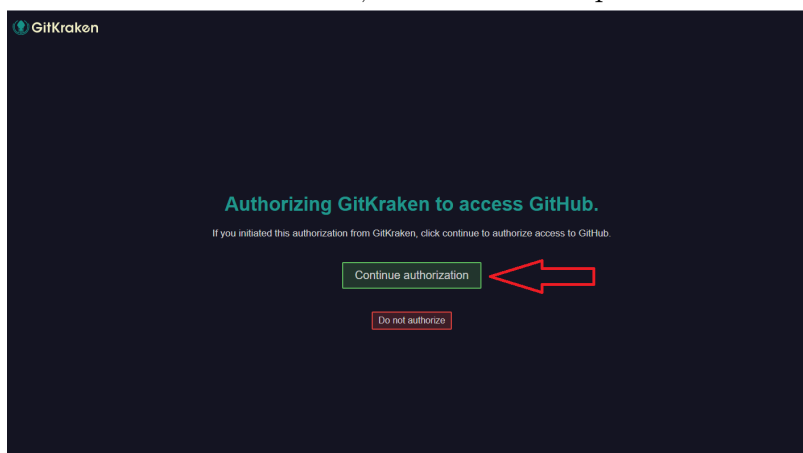 GitKraken
Authorizing GitKraken to access GitHub.
If you initiated this authorization from GitKraken, click continue to authorize access to GitHub.
Continue authorization
Do not authorize